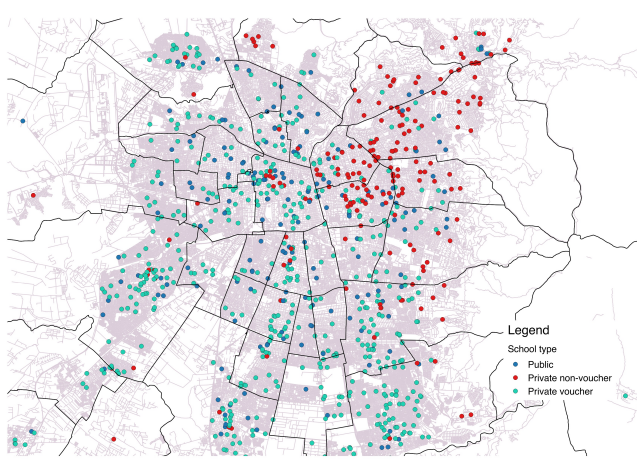 Legend
School type
Public
Private non-voucher
Private voucher